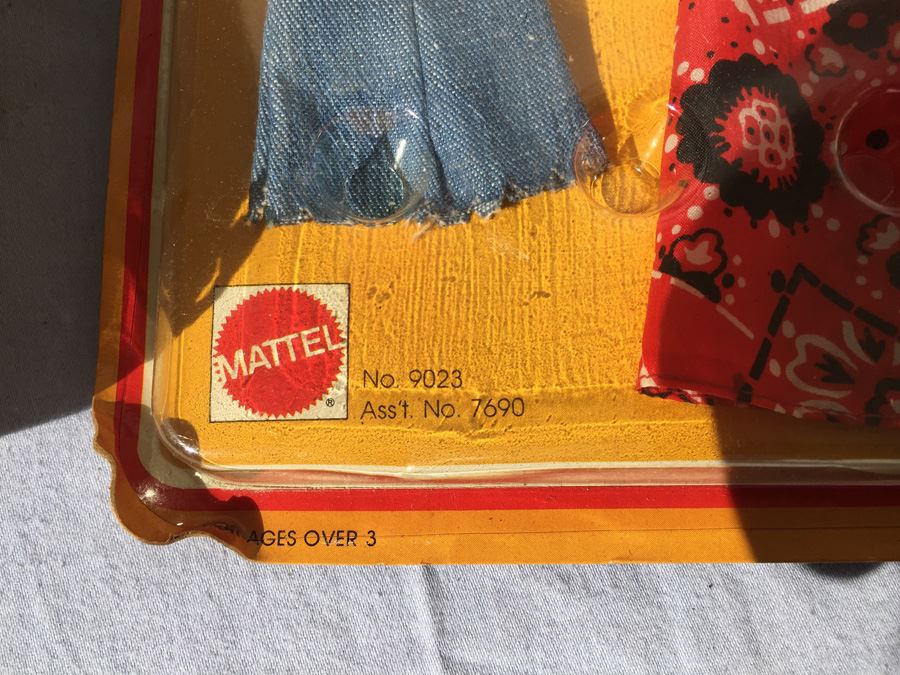 MATTEL
®
No. 9023
Ass't. No. 7690
AGES OVER 3